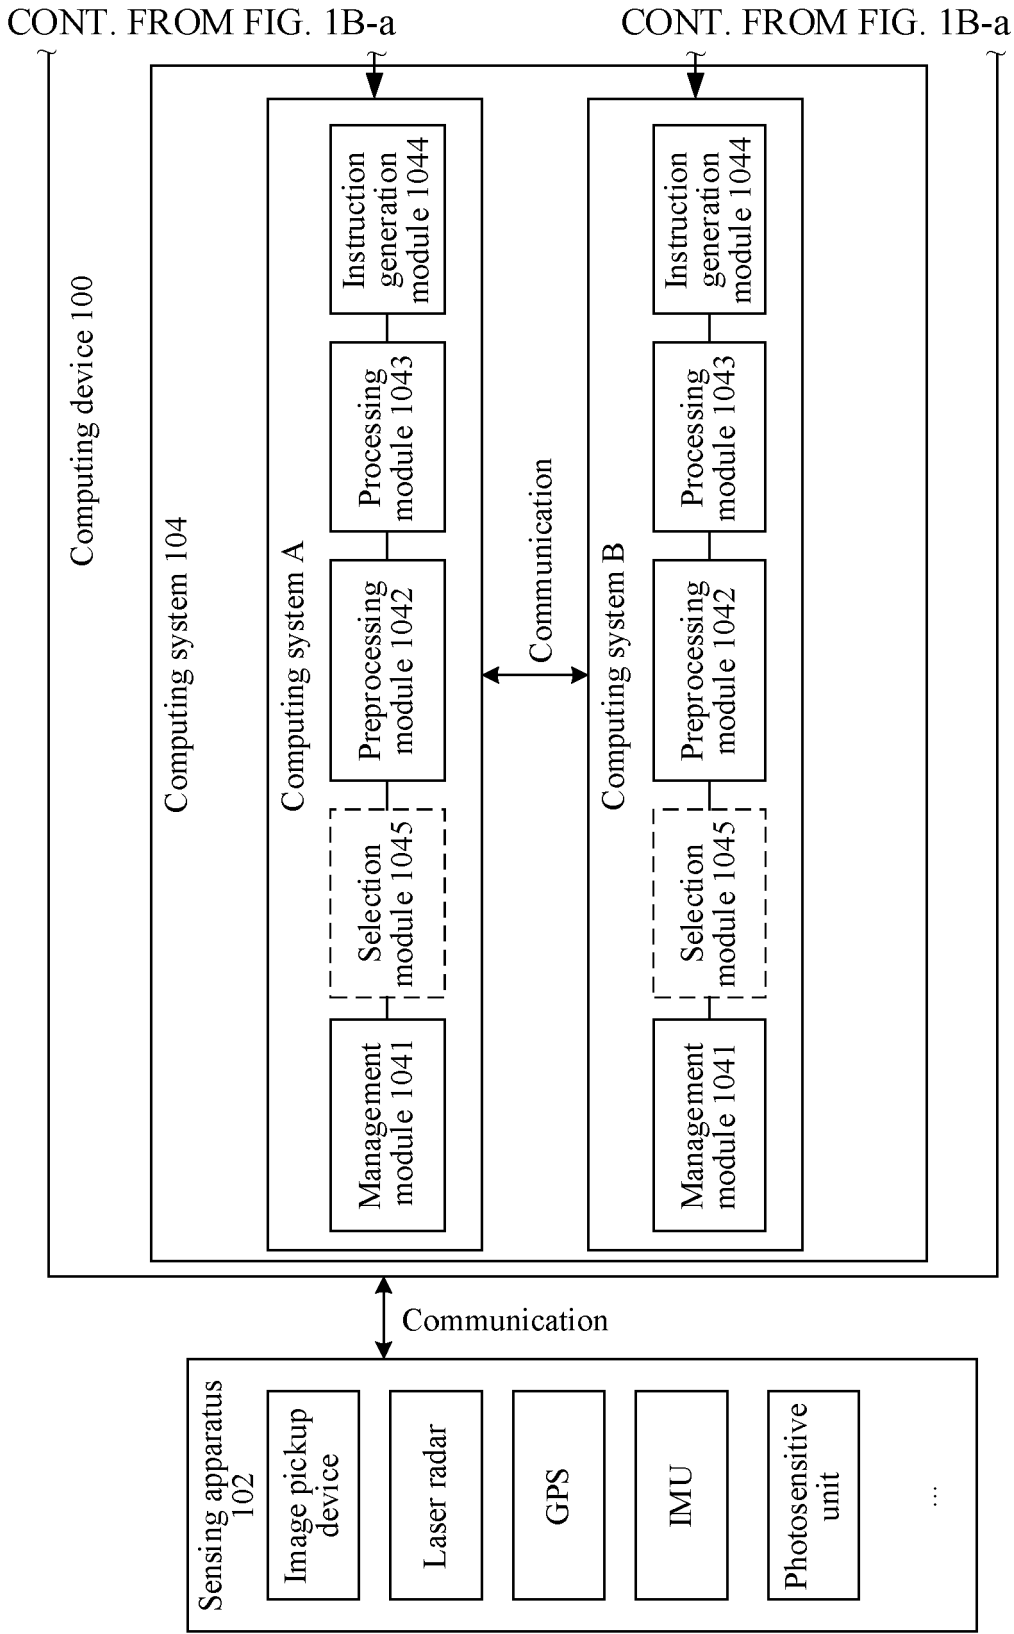 CONT. FROM FIG. 1B-a
CONT. FROM FIG. 1B-a
Computing device 100
Computing system 104
Computing system A
Instruction
generation
module 1044
Processing
module 1043
Preprocessing
module 1042
Selection
module 1045
Management
module 1041
Communication
Computing system B
Instruction
generation
module 1044
Processing
module 1043
Preprocessing
module 1042
Selection
module 1045
Management
module 1041
Communication
Sensing apparatus
102
Image pickup
device
Laser radar
GPS
IMU
Photosensitive
unit
...